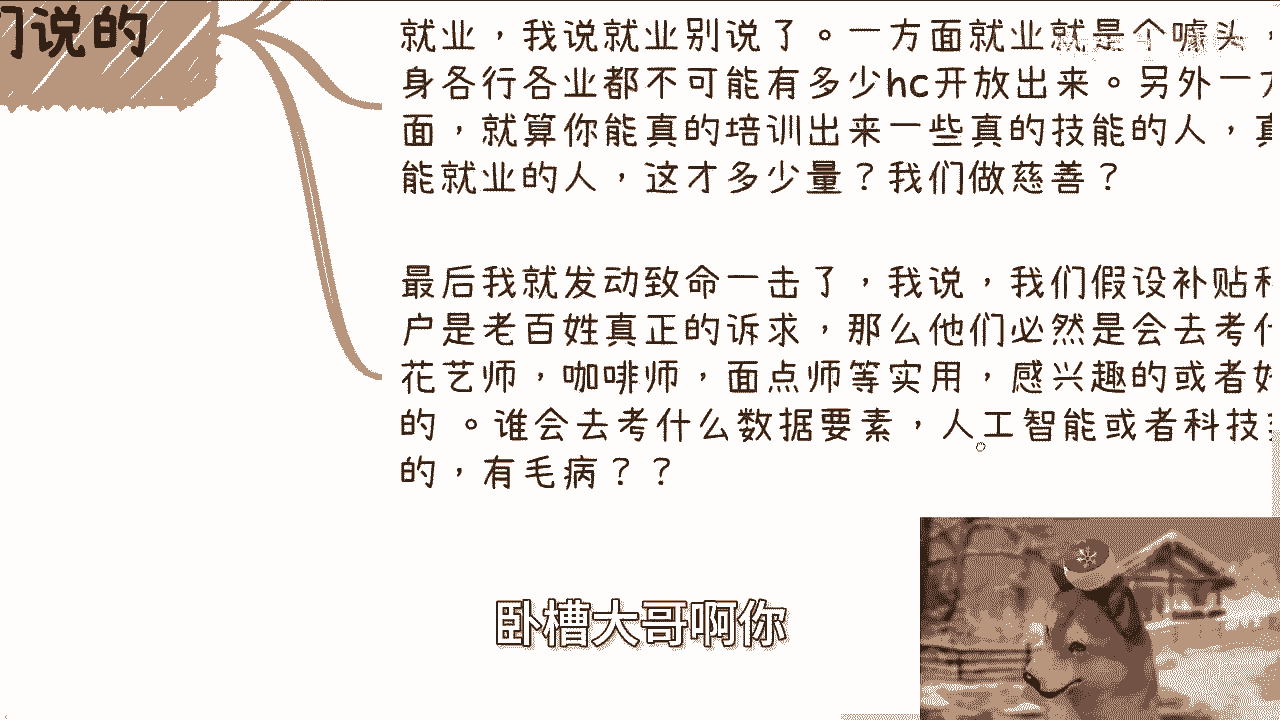 们说的
就业，我说就业别说了。一方面就业就是个噱头，
身各行各业都不可能有多少hc开放出来。另外一方
面，就算你能真的培训出来一些真的技能的人，真
能就业的人，这才多少量？我们做慈善？
最后我就发动致命一击了，我说，我们假设补贴和
户是老百姓真正的诉求，那么他们必然是会去考什
花艺师，咖啡师，面点师等实用，感兴趣的或者好
的 。谁会去考什么数据要素，人工智能或者科技
的，有毛病？？
卧槽大哥啊你